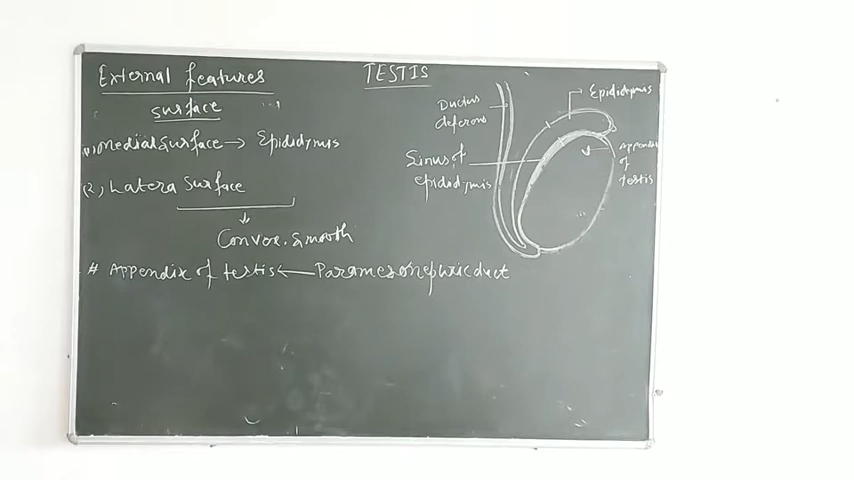 External features
TESTIS
surface
(1) Medial surface → Epididymis
(2) Latera surface
Convex. Smooth
# Appendix of testis ← Paramesonephric duct
Ductus
deferens
Epididymus
Sinus of
epididymis
Appendix
of
testis